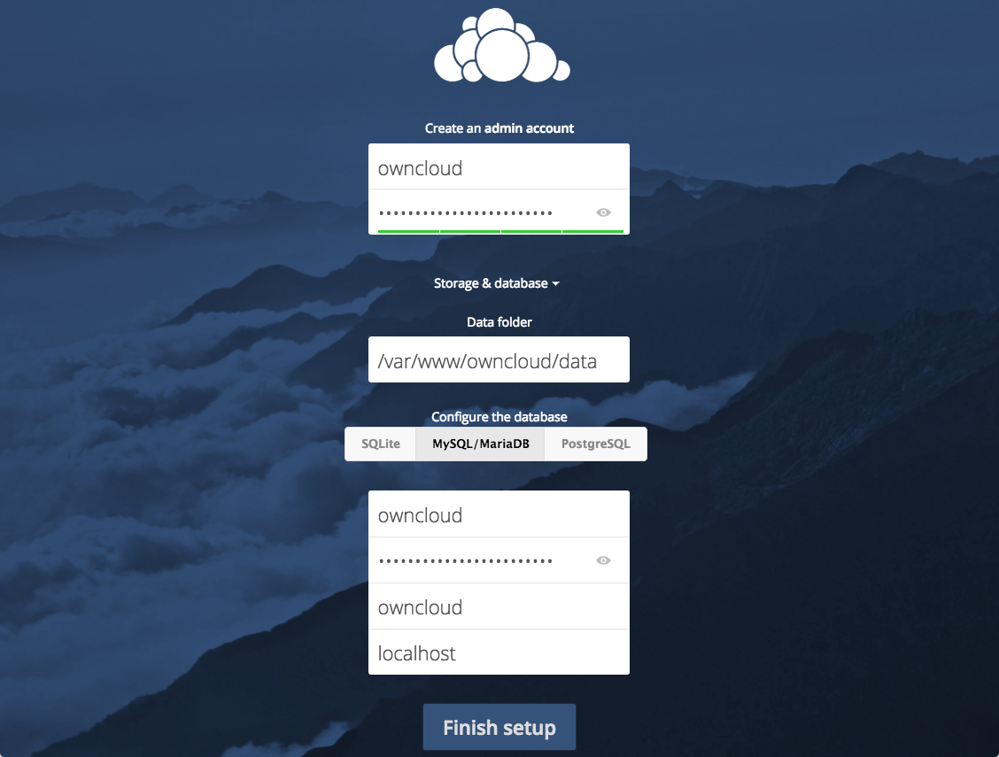 Create an admin account
owncloud
••••••••••••••••••••••••
Storage & database
Data folder
/var/www/owncloud/data
Configure the database
SQLite MySQL/MariaDB PostgreSQL
owncloud
••••••••••••••••••••••••
owncloud
localhost
Finish setup